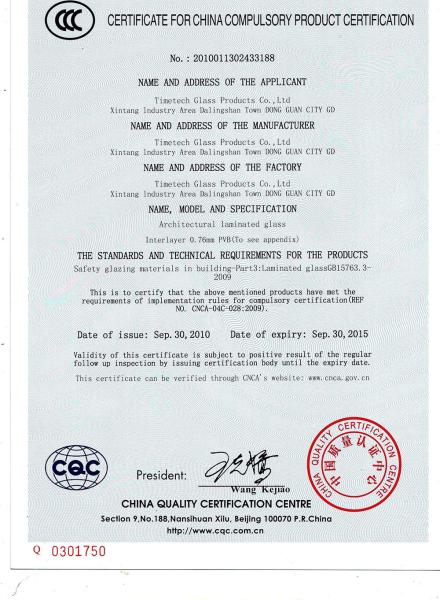 CCC
CERTIFICATE FOR CHINA COMPULSORY PRODUCT CERTIFICATION
No. : 2010011302433188
NAME AND ADDRESS OF THE APPLICANT
Timetech Glass Products Co., Ltd
Xintang Industry Area Dalingshan Town DONG GUAN CITY GD
NAME AND ADDRESS OF THE MANUFACTURER
Timetech Glass Products Co., Ltd
Xintang Industry Area Dalingshan Town DONG GUAN CITY GD
NAME AND ADDRESS OF THE FACTORY
Timetech Glass Products Co., Ltd
Xintang Industry Area Dalingshan Town DONG GUAN CITY GD
NAME, MODEL AND SPECIFICATION
Architectural laminated glass
Interlayer 0.76mm PVB(To see appendix)
THE STANDARDS AND TECHNICAL REQUIREMENTS FOR THE PRODUCTS
Safety glazing materials in building-Part3:Laminated glassGB15763.3-
2009
This is to certify that the above mentioned products have met the
requirements of implementation rules for compulsory certification(REF
NO. CNCA-04C-028:2009).
Date of issue: Sep. 30, 2010 Date of expiry: Sep. 30, 2015
Validity of this certificate is subject to positive result of the regular
follow up inspection by issuing certification body until the expiry date.
This certificate can be verified through CNCA's website: www.cnca.gov.cn
CQC
President:
Wang Kejiao
CHINA QUALITY CERTIFICATION CENTRE
中国质量认证中心
CHINA QUALITY CERTIFICATION CENTRE
Section 9, No.188, Nansihuan Xilu, Beijing 100070 P.R.China
http://www.cqc.com.cn
Q 0301750